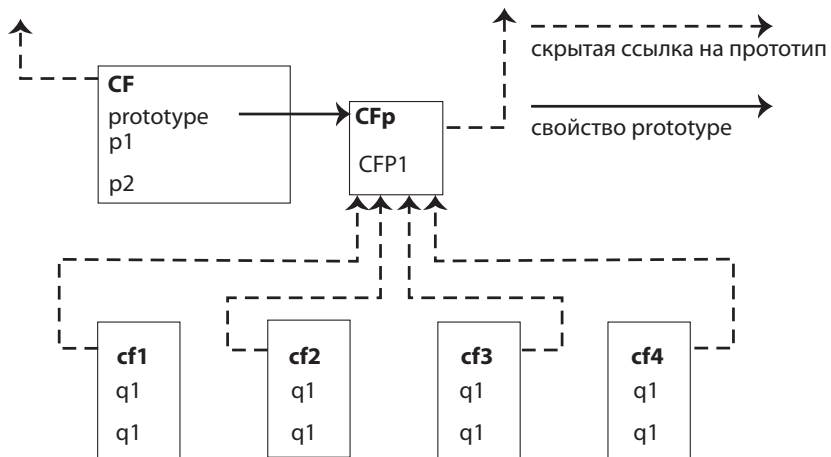 скрытая ссылка на прототип
свойство prototype
CF
prototype
p1
p2
CFp
CFP1
cf1
q1
q1
cf2
q1
q1
cf3
q1
q1
cf4
q1
q1